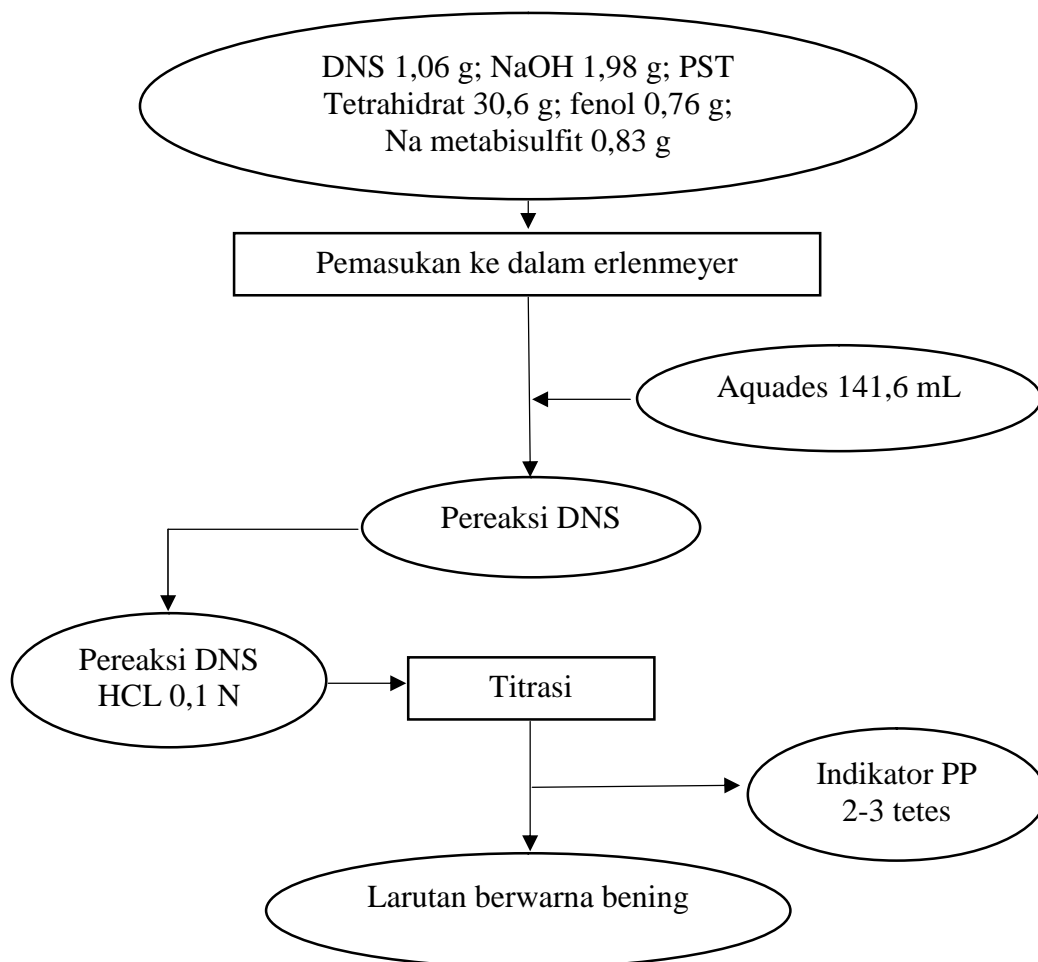 DNS 1,06 g; NaOH 1,98 g; PST
Tetrahidrat 30,6 g; fenol 0,76 g;
Na metabisulfit 0,83 g
Pemasukan ke dalam erlenmeyer
Aquades 141,6 mL
Pereaksi DNS
Pereaksi DNS
HCL 0,1 N
Titrasi
Indikator PP
2-3 tetes
Larutan berwarna bening